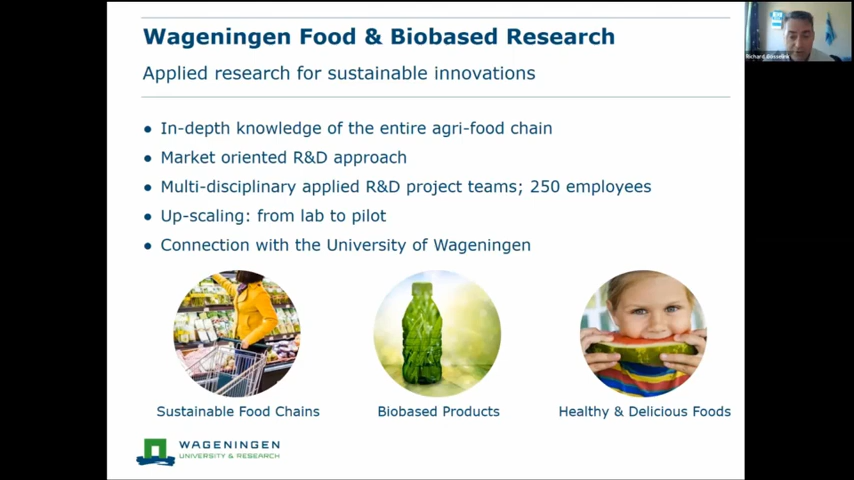 Wageningen Food & Biobased Research
Applied research for sustainable innovations
● In-depth knowledge of the entire agri-food chain
● Market oriented R&D approach
● Multi-disciplinary applied R&D project teams; 250 employees
● Up-scaling: from lab to pilot
● Connection with the University of Wageningen
Sustainable Food Chains
Biobased Products
Healthy & Delicious Foods
WAGENINGEN
UNIVERSITY & RESEARCH
Richard